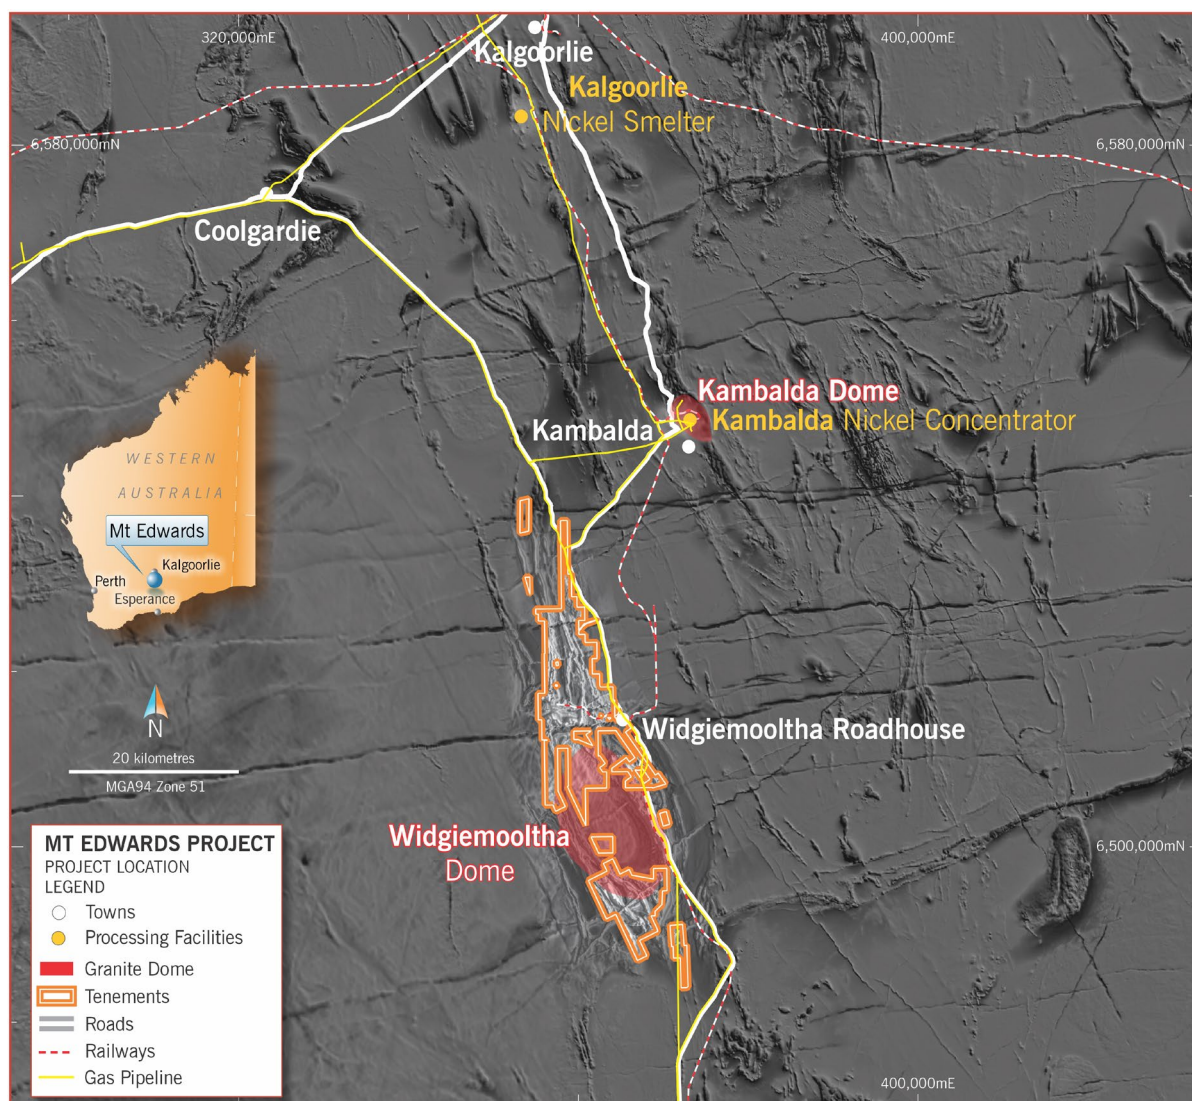 320,000mE
400,000mE
Kalgoorlie
Kalgoorlie
Nickel Smelter
6,580,000mN
6,580,000mN
Coolgardie
Kambalda Dome
Kambalda Nickel Concentrator
Kambalda
WESTERN
AUSTRALIA
Mt Edwards
Kalgoorlie
Perth
Esperance
N
20 kilometres
MGA94 Zone 51
Widgiemooltha Roadhouse
Widgiemooltha
Dome
6,500,000mN
MT EDWARDS PROJECT
PROJECT LOCATION
LEGEND
Towns
Processing Facilities
Granite Dome
Tenements
Roads
Railways
Gas Pipeline
400,000mE